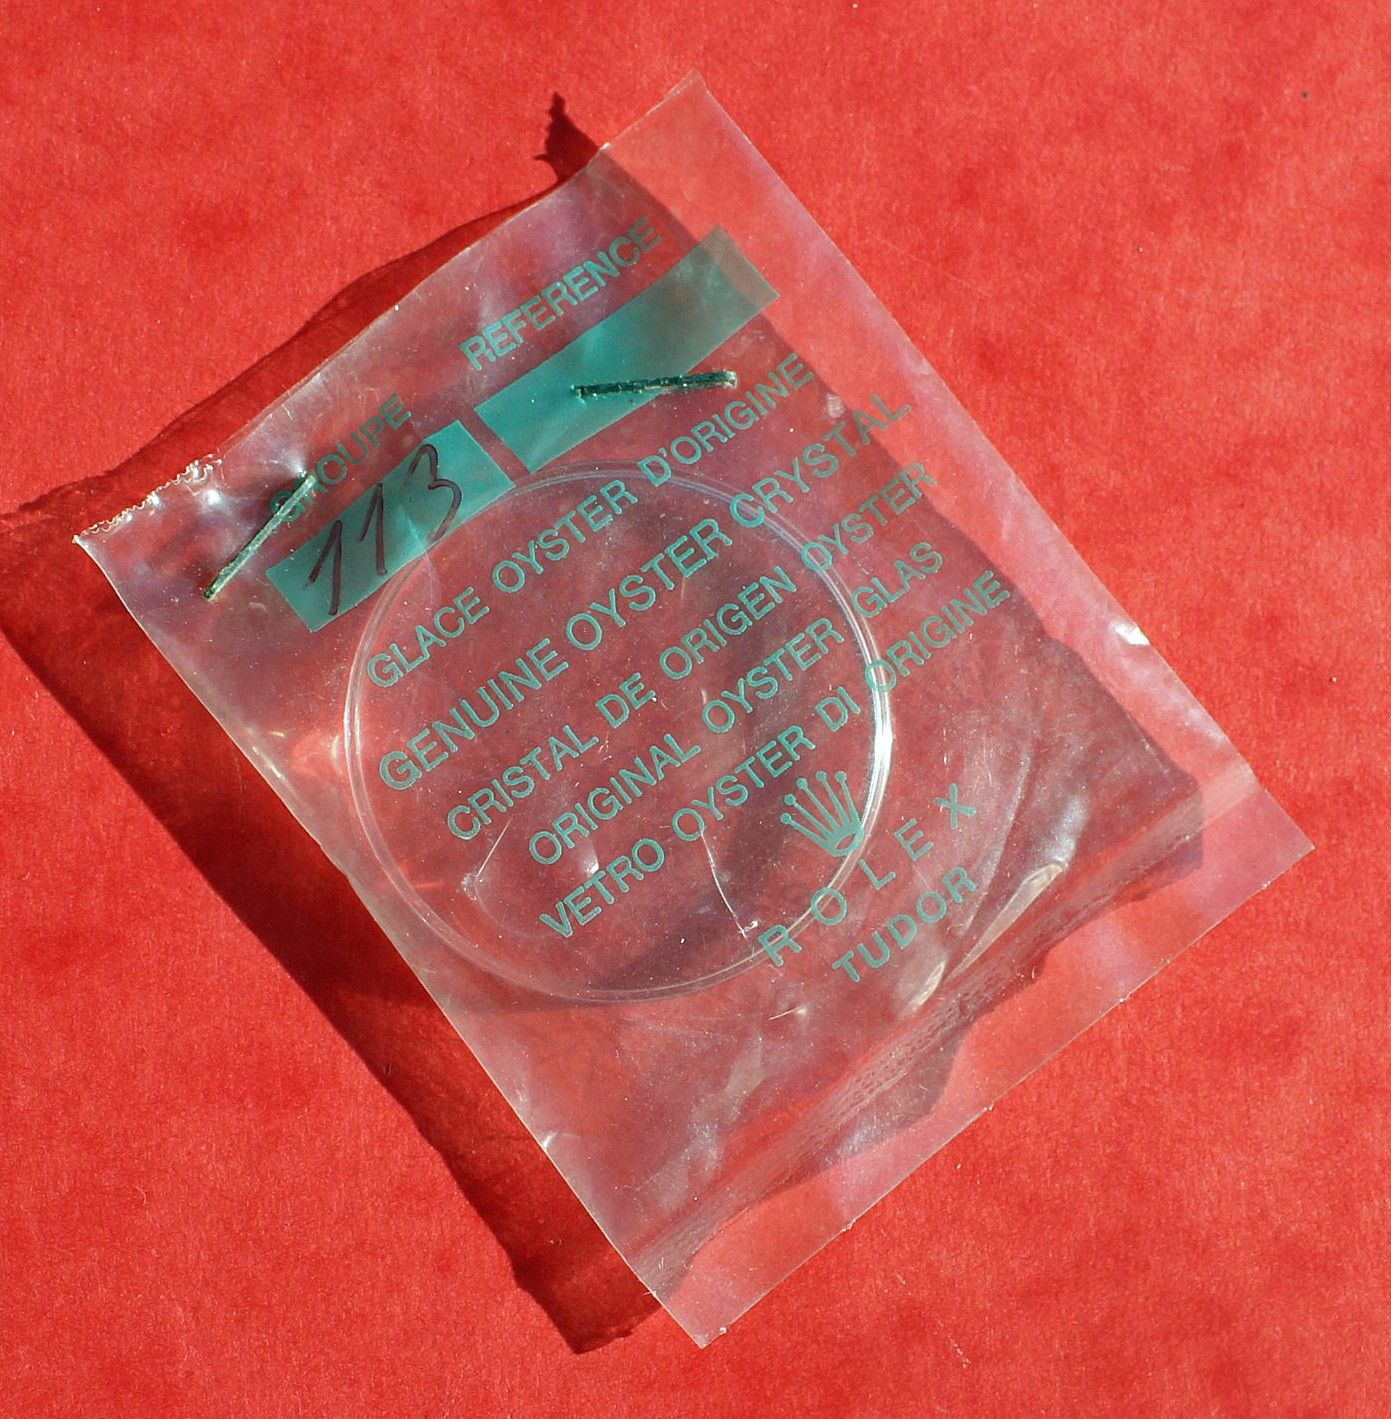 GROUPE REFERENCE
113
GLACE OYSTER D'ORIGINE
GENUINE OYSTER CRYSTAL
CRISTAL DE ORIGEN OYSTER
ORIGINAL OYSTER GLAS
VETRO OYSTER DI ORIGINE
ROLEX
TUDOR